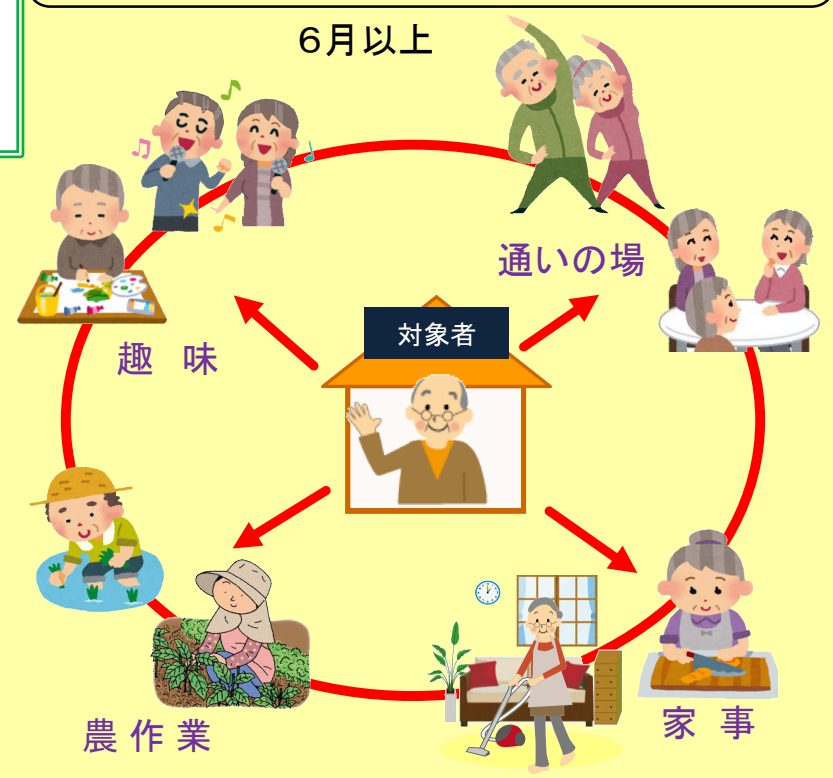 ６月以上
通いの場
対象者
趣　味
農 作 業
家　事